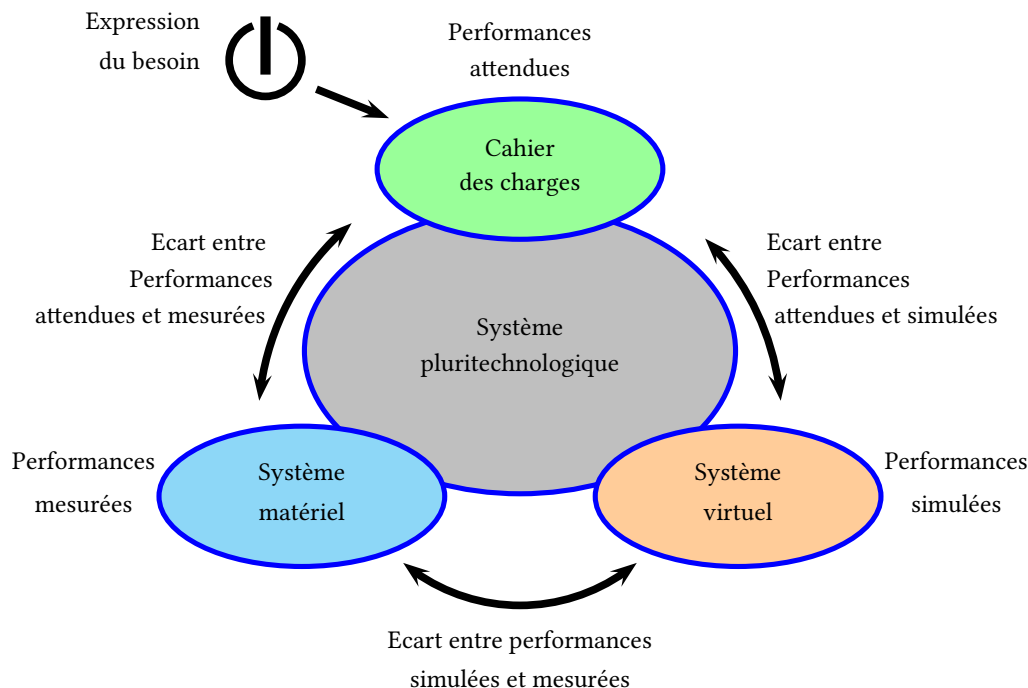 Expression
du besoin
Performances
attendues
Cahier
des charges
Ecart entre
Performances
attendues et mesurées
Ecart entre
Performances
attendues et simulées
Système
pluritechnologique
Performances
mesurées
Système
matériel
Système
virtuel
Performances
simulées
Ecart entre performances
simulées et mesurées